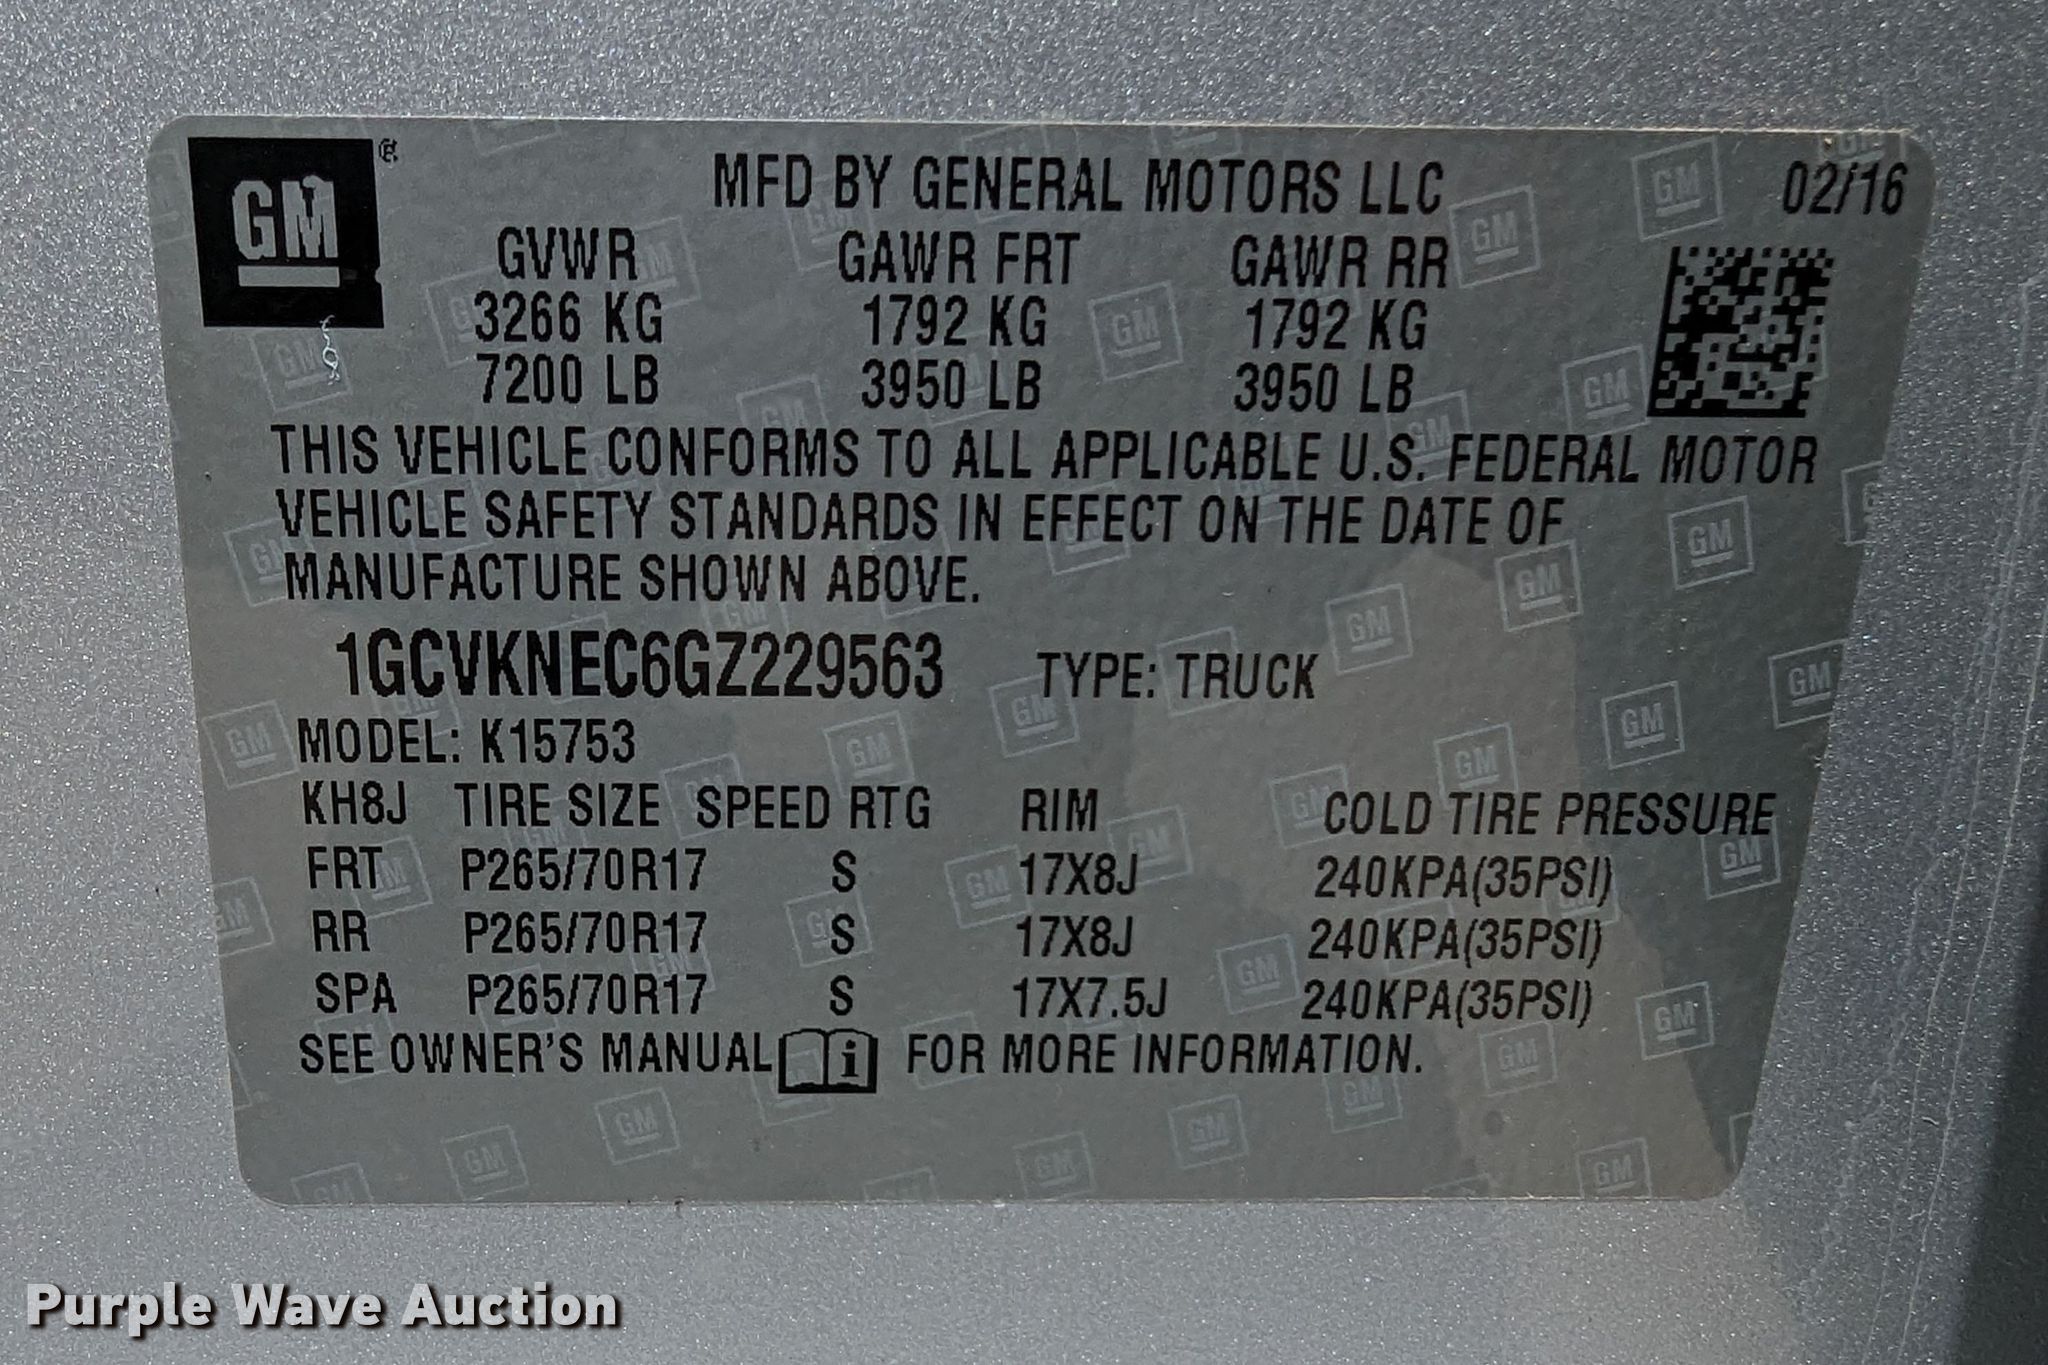 GM
MFD BY GENERAL MOTORS LLC 02/16
GVWR GAWR FRT GAWR RR
3266 KG 1792 KG 1792 KG
7200 LB 3950 LB 3950 LB
THIS VEHICLE CONFORMS TO ALL APPLICABLE U.S. FEDERAL MOTOR
VEHICLE SAFETY STANDARDS IN EFFECT ON THE DATE OF
MANUFACTURE SHOWN ABOVE.
1GCVKNEC6GZ229563 TYPE: TRUCK
MODEL: K15753
KH8J TIRE SIZE SPEED RTG RIM COLD TIRE PRESSURE
FRT P265/70R17 S 17X8J 240KPA(35PSI)
RR P265/70R17 S 17X8J 240KPA(35PSI)
SPA P265/70R17 S 17X7.5J 240KPA(35PSI)
SEE OWNER'S MANUAL i FOR MORE INFORMATION.
Purple Wave Auction